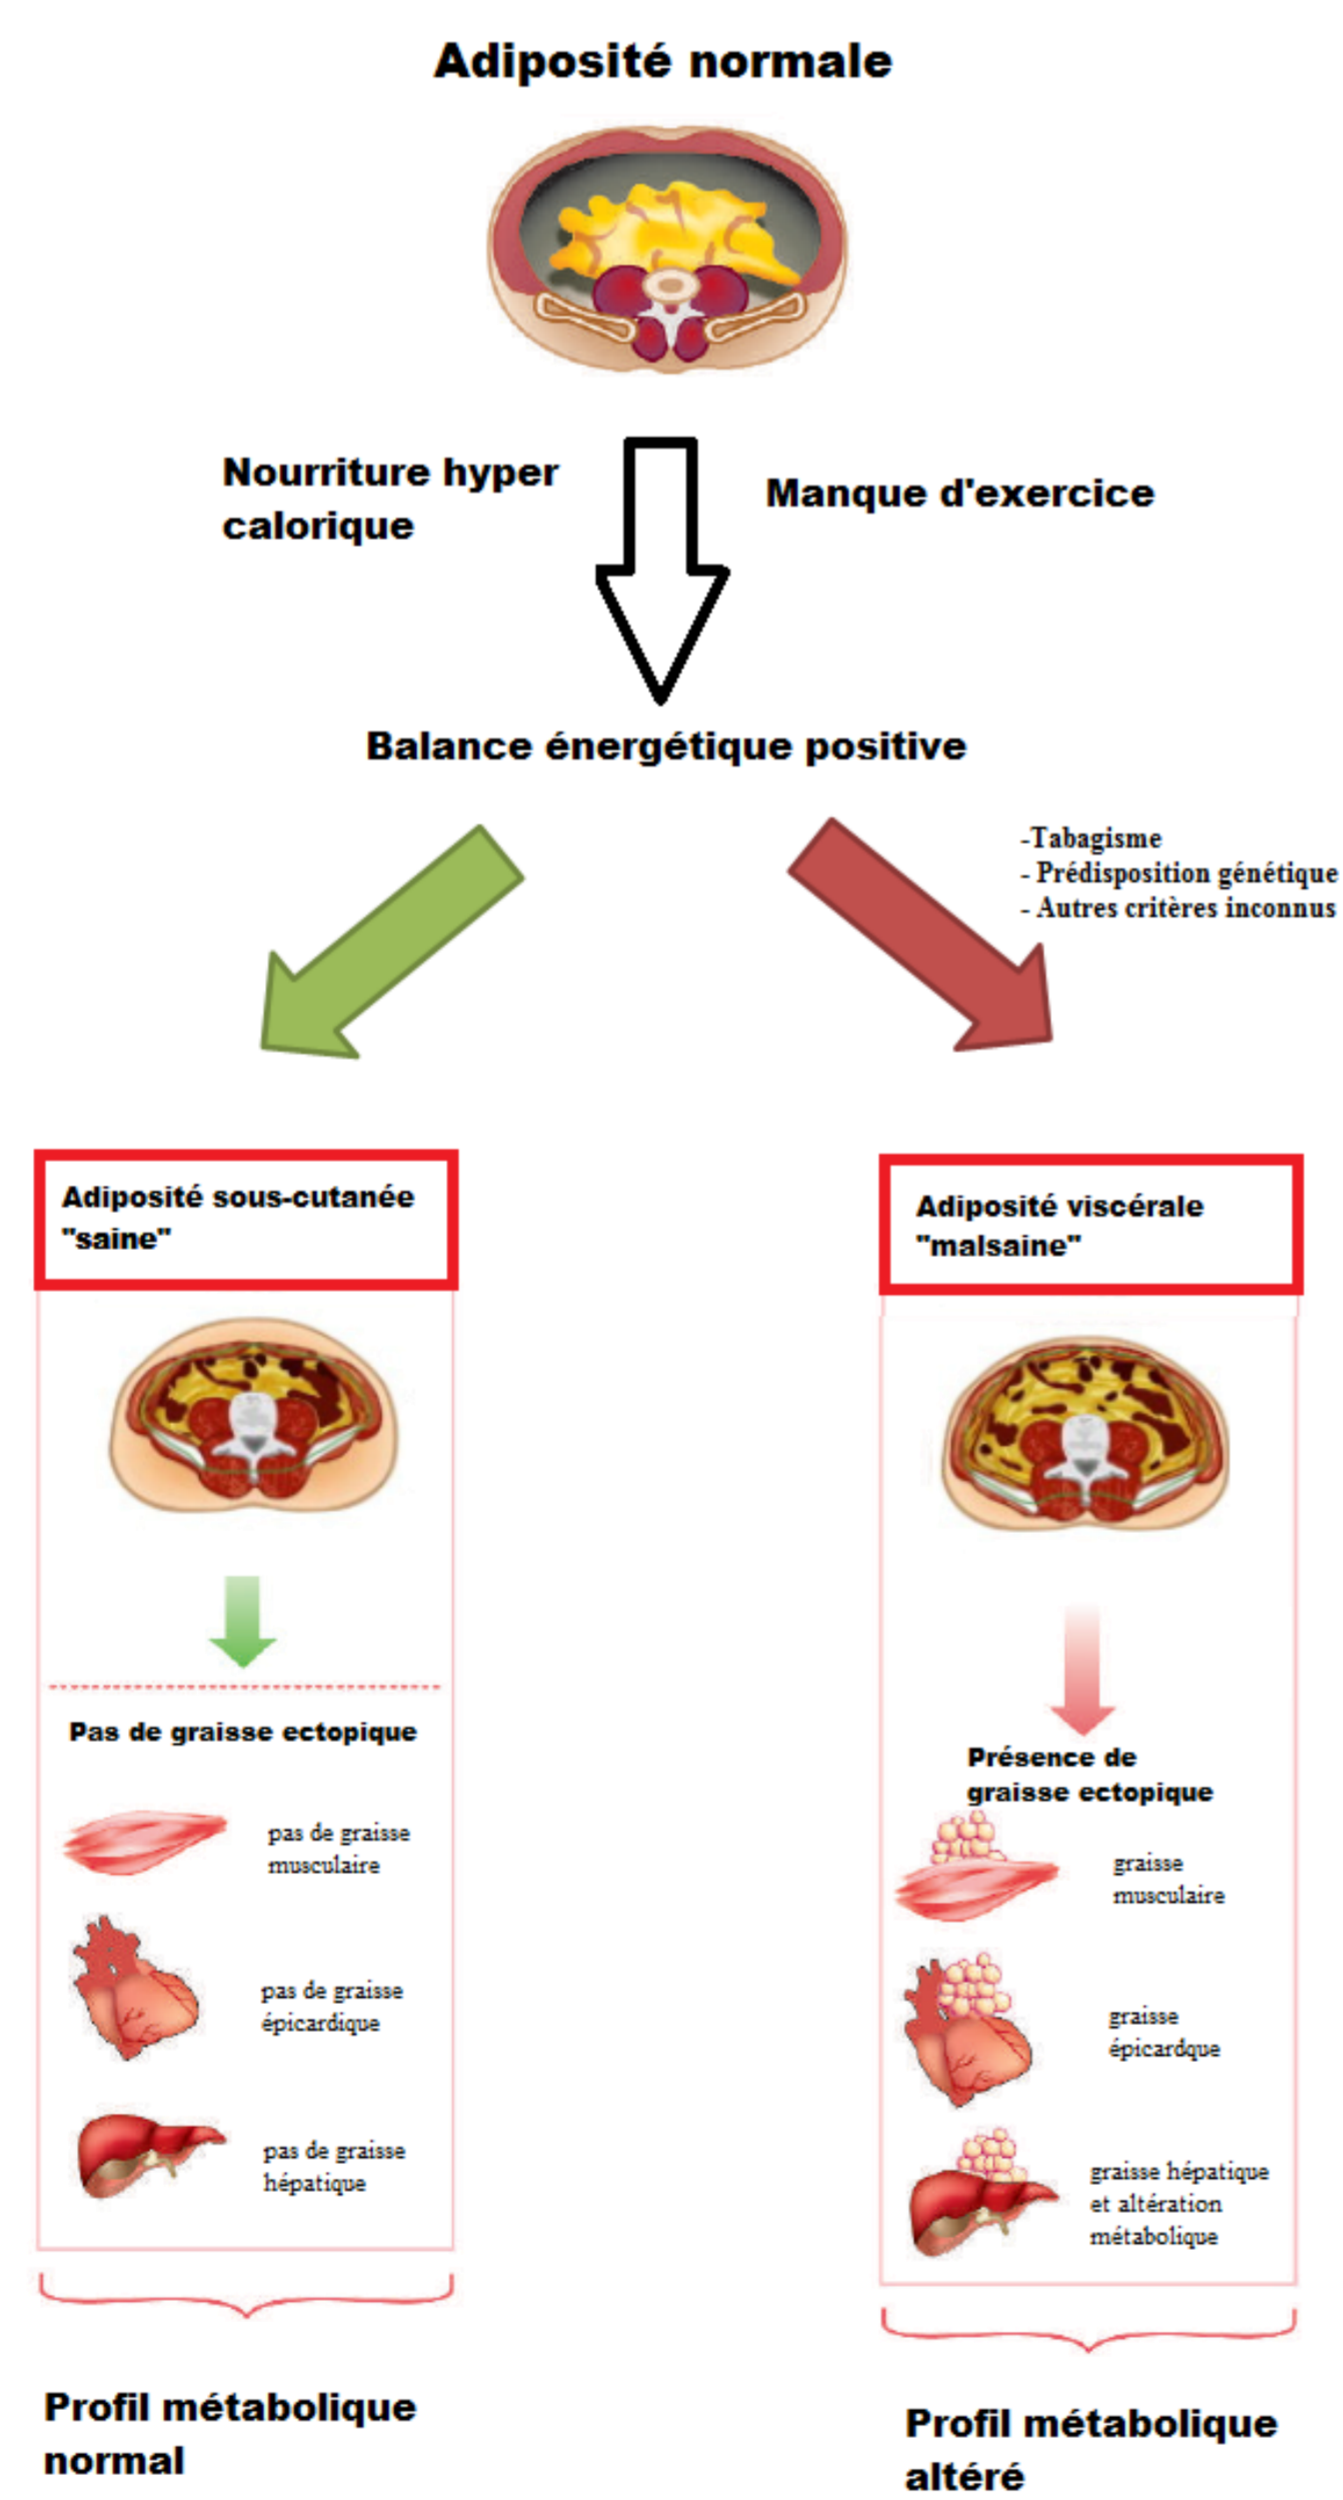 Adiposité normale
Nourriture hyper
calorique
Manque d'exercice
Balance énergétique positive
-Tabagisme
- Prédisposition génétique
- Autres critères inconnus
Adiposité sous-cutanée
"saine"
Adiposité viscérale
"malsaine"
Pas de graisse ectopique
pas de graisse
musculaire
pas de graisse
épicardique
pas de graisse
hépatique
Présence de
graisse ectopique
graisse
musculaire
graisse
épicardque
graisse hépatique
et altération
métabolique
Profil métabolique
normal
Profil métabolique
altéré